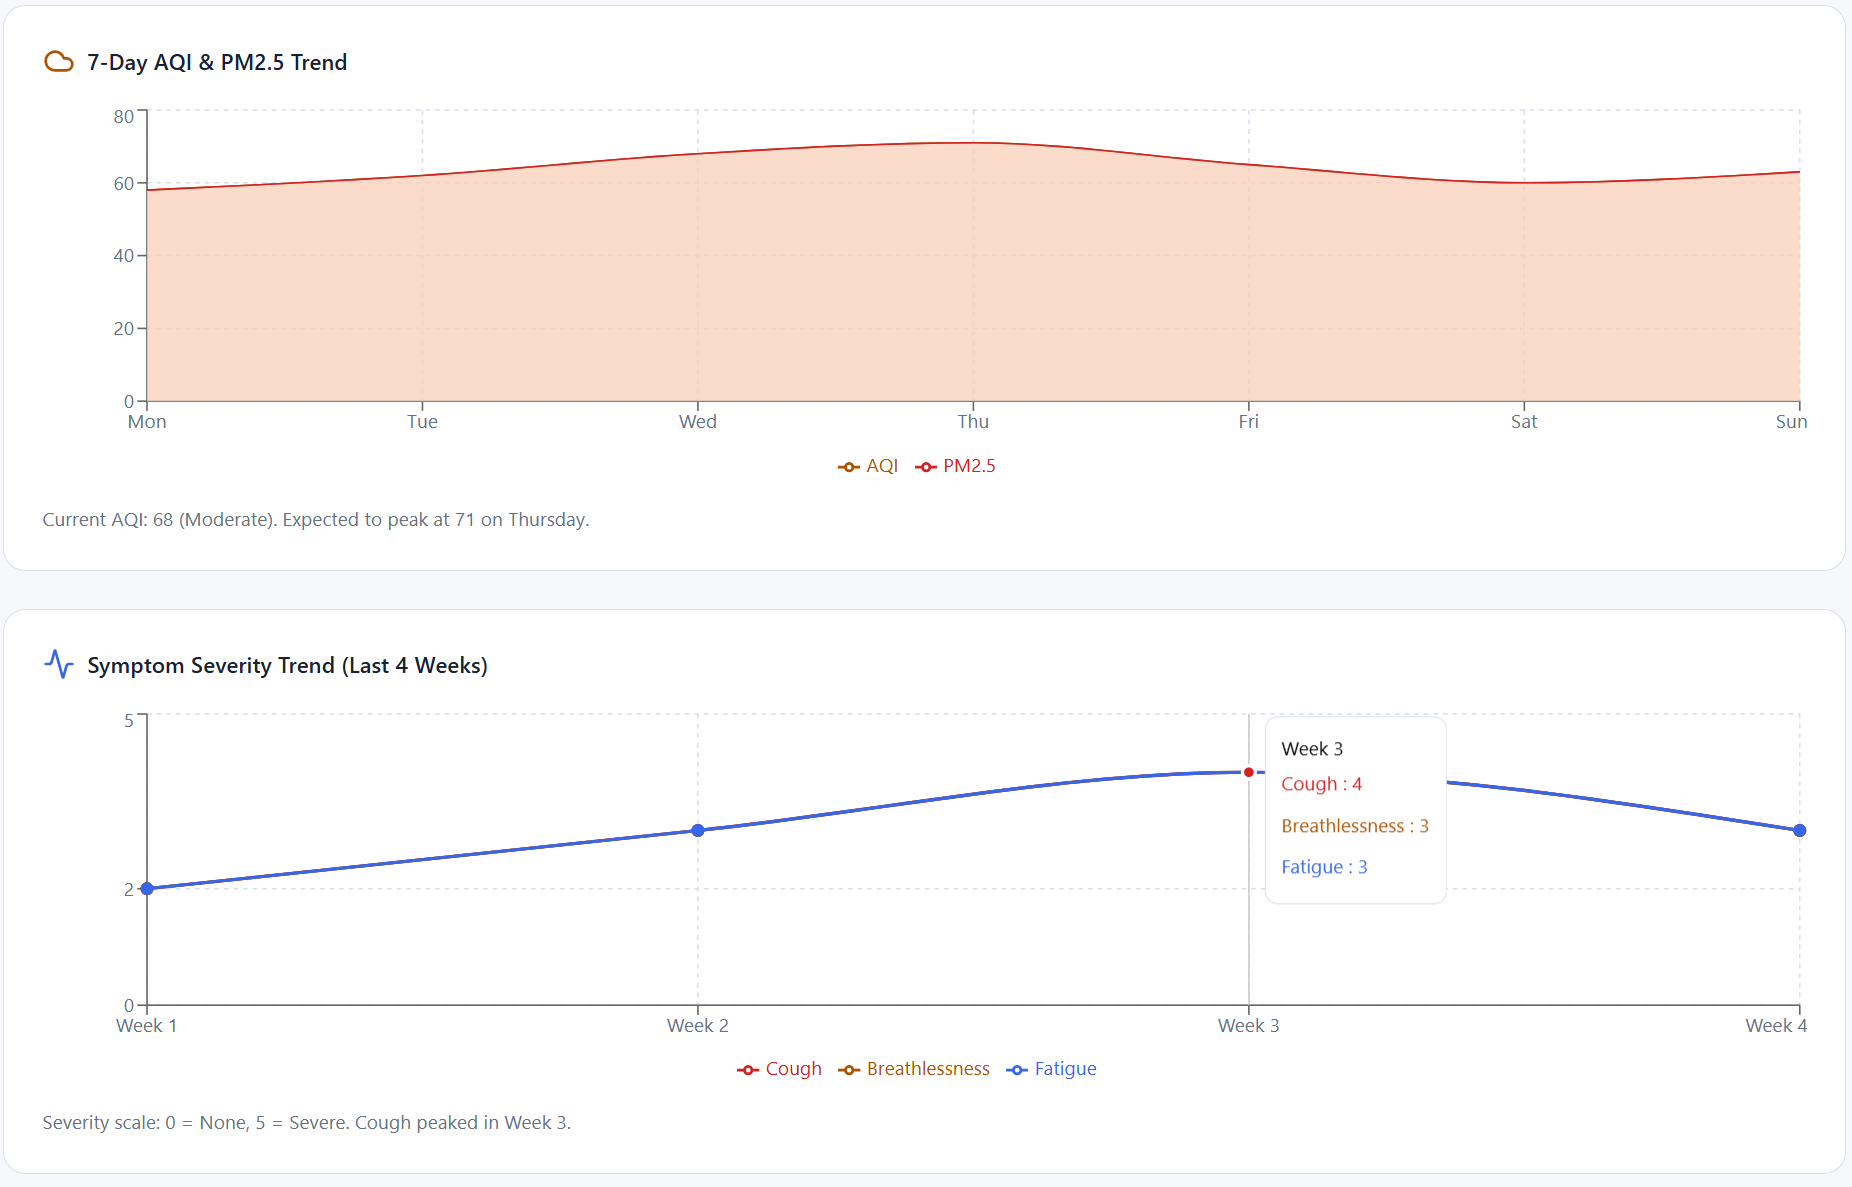 7-Day AQI & PM2.5 Trend
80
60
40
20
0
Mon Tue Wed Thu Fri Sat Sun
AQI PM2.5
Current AQI: 68 (Moderate). Expected to peak at 71 on Thursday.
Symptom Severity Trend (Last 4 Weeks)
5
2
0
Week 3
Cough : 4
Breathlessness : 3
Fatigue : 3
Week 1 Week 2 Week 3 Week 4
Cough Breathlessness Fatigue
Severity scale: 0 = None, 5 = Severe. Cough peaked in Week 3.